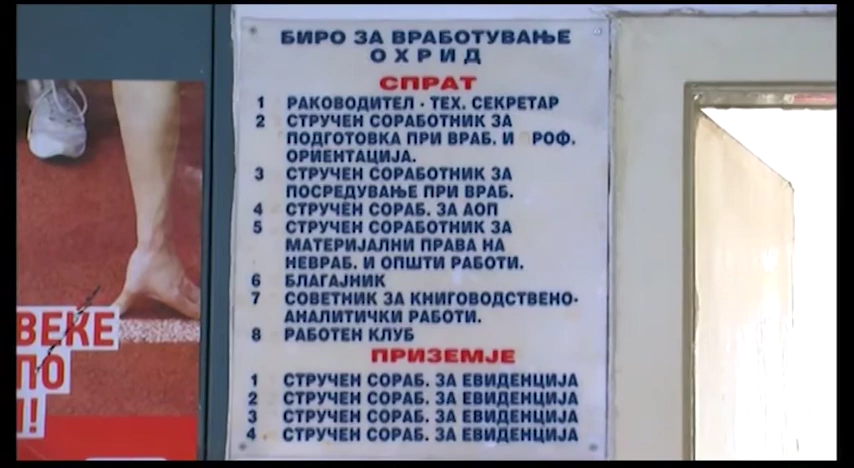 БИРО ЗА ВРАБОТУВАЊЕ
ОХРИД
СПРАТ
1 РАКОВОДИТЕЛ - ТЕХ. СЕКРЕТАР
2 СТРУЧЕН СОРАБОТНИК ЗА
ПОДГОТОВКА ПРИ ВРАБ. И РОФ.
ОРИЕНТАЦИЈА.
3 СТРУЧЕН СОРАБОТНИК ЗА
ПОСРЕДУВАЊЕ ПРИ ВРАБ.
4 СТРУЧЕН СОРАБ. ЗА АОП
5 СТРУЧЕН СОРАБОТНИК ЗА
МАТЕРИЈАЛНИ ПРАВА НА
НЕВРАБ. И ОПШТИ РАБОТИ.
6 БЛАГАЈНИК
7 СОВЕТНИК ЗА КНИГОВОДСТВЕНО-
АНАЛИТИЧКИ РАБОТИ.
8 РАБОТЕН КЛУБ
ПРИЗЕМЈЕ
1 СТРУЧЕН СОРАБ. ЗА ЕВИДЕНЦИЈА
2 СТРУЧЕН СОРАБ. ЗА ЕВИДЕНЦИЈА
3 СТРУЧЕН СОРАБ. ЗА ЕВИДЕНЦИЈА
4 СТРУЧЕН СОРАБ. ЗА ЕВИДЕНЦИЈА
ВЕЌЕ
ПО
!